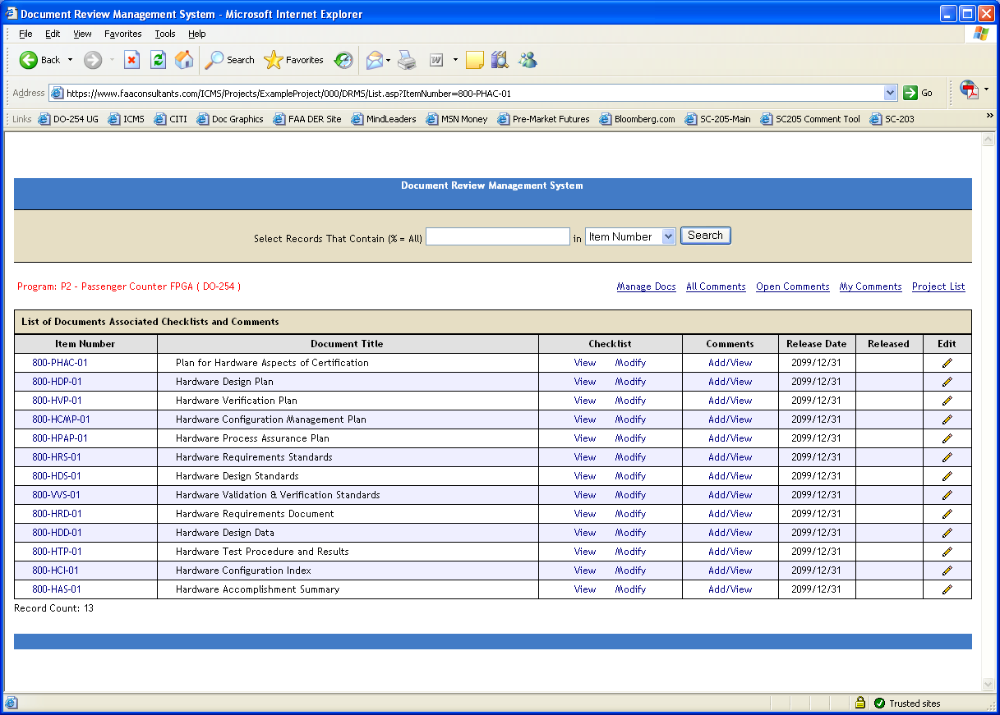 Document Review Management System - Microsoft Internet Explorer
File Edit View Favorites Tools Help
Back Search Favorites
Address https://www.faaconsultants.com/ICMS/Projects/ExampleProject/000/DRMS/List.asp?ItemNumber=800-PHAC-01 Go
Links DO-254 UG ICMS CITI Doc Graphics FAA DER Site MindLeaders MSN Money Pre-Market Futures Bloomberg.com SC-205-Main SC205 Comment Tool SC-203 »
Document Review Management System
Select Records That Contain (% = All) in Item Number Search
Program: P2 - Passenger Counter FPGA ( DO-254 ) Manage Docs All Comments Open Comments My Comments Project List
List of Documents Associated Checklists and Comments
Item Number Document Title Checklist Comments Release Date Released Edit
800-PHAC-01 Plan for Hardware Aspects of Certification View Modify Add/View 2099/12/31
800-HDP-01 Hardware Design Plan View Modify Add/View 2099/12/31
800-HVP-01 Hardware Verification Plan View Modify Add/View 2099/12/31
800-HCMP-01 Hardware Configuration Management Plan View Modify Add/View 2099/12/31
800-HPAP-01 Hardware Process Assurance Plan View Modify Add/View 2099/12/31
800-HRS-01 Hardware Requirements Standards View Modify Add/View 2099/12/31
800-HDS-01 Hardware Design Standards View Modify Add/View 2099/12/31
800-VVS-01 Hardware Validation & Verification Standards View Modify Add/View 2099/12/31
800-HRD-01 Hardware Requirements Document View Modify Add/View 2099/12/31
800-HDD-01 Hardware Design Data View Modify Add/View 2099/12/31
800-HTP-01 Hardware Test Procedure and Results View Modify Add/View 2099/12/31
800-HCI-01 Hardware Configuration Index View Modify Add/View 2099/12/31
800-HAS-01 Hardware Accomplishment Summary View Modify Add/View 2099/12/31
Record Count: 13
Trusted sites